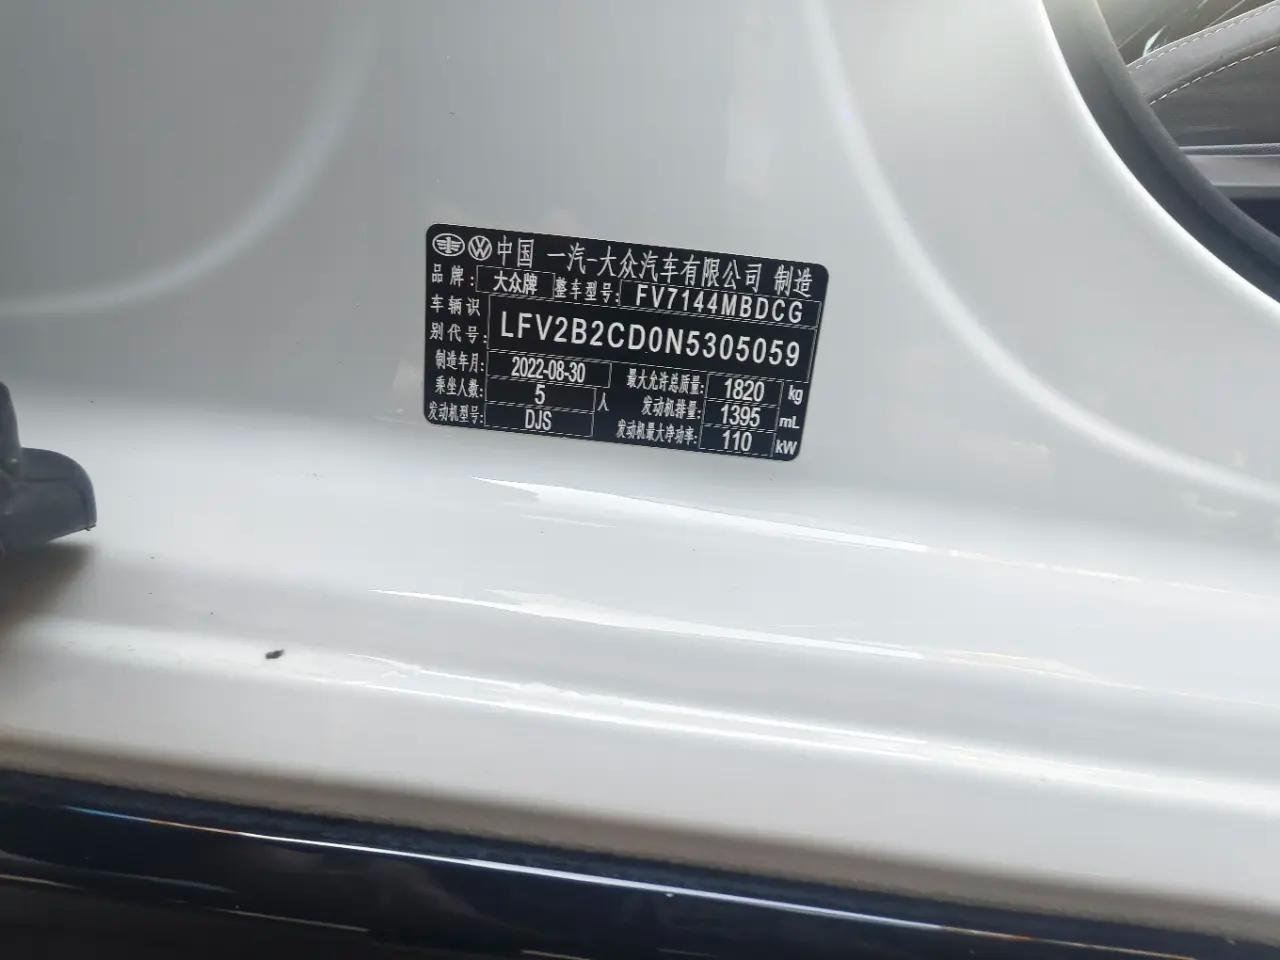 中国 一汽-大众汽车有限公司 制造
品牌: 大众牌 整车型号: FV7144MBDCG
车辆识别代号: LFV2B2CD0N5305059
制造年月: 2022-08-30 最大允许总质量: 1820 kg
乘坐人数: 5 人 发动机排量: 1395 mL
发动机型号: DJS 发动机最大净功率: 110 kW